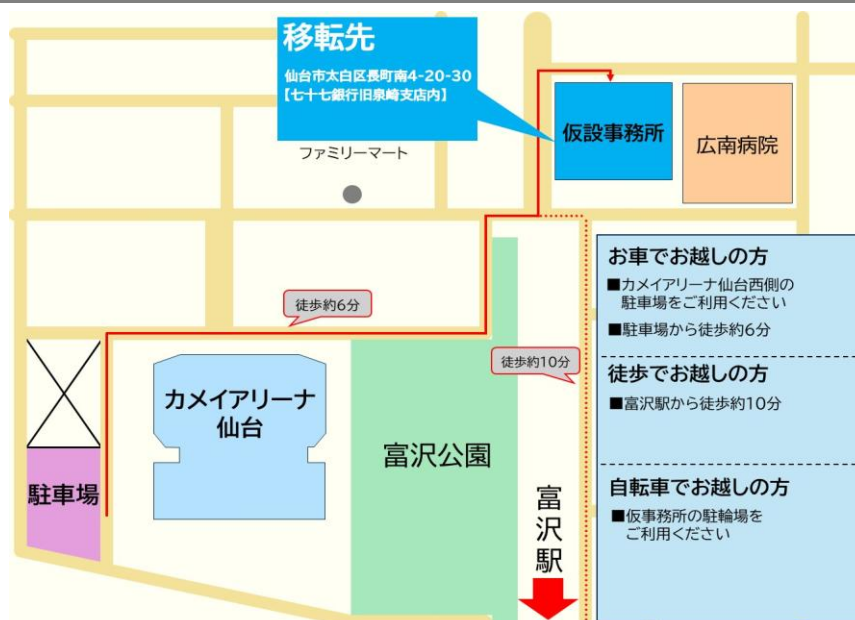 移転先
仙台市太白区長町南4-20-30
【七十七銀行旧泉崎支店内】
ファミリーマート
仮設事務所
広南病院
お車でお越しの方
■カメイアリーナ仙台西側の
駐車場をご利用ください
■駐車場から徒歩約6分
徒歩約6分
徒歩約10分
徒歩でお越しの方
■富沢駅から徒歩約10分
カメイアリーナ
仙台
富沢公園
駐車場
富沢駅
自転車でお越しの方
■仮事務所の駐輪場を
ご利用ください